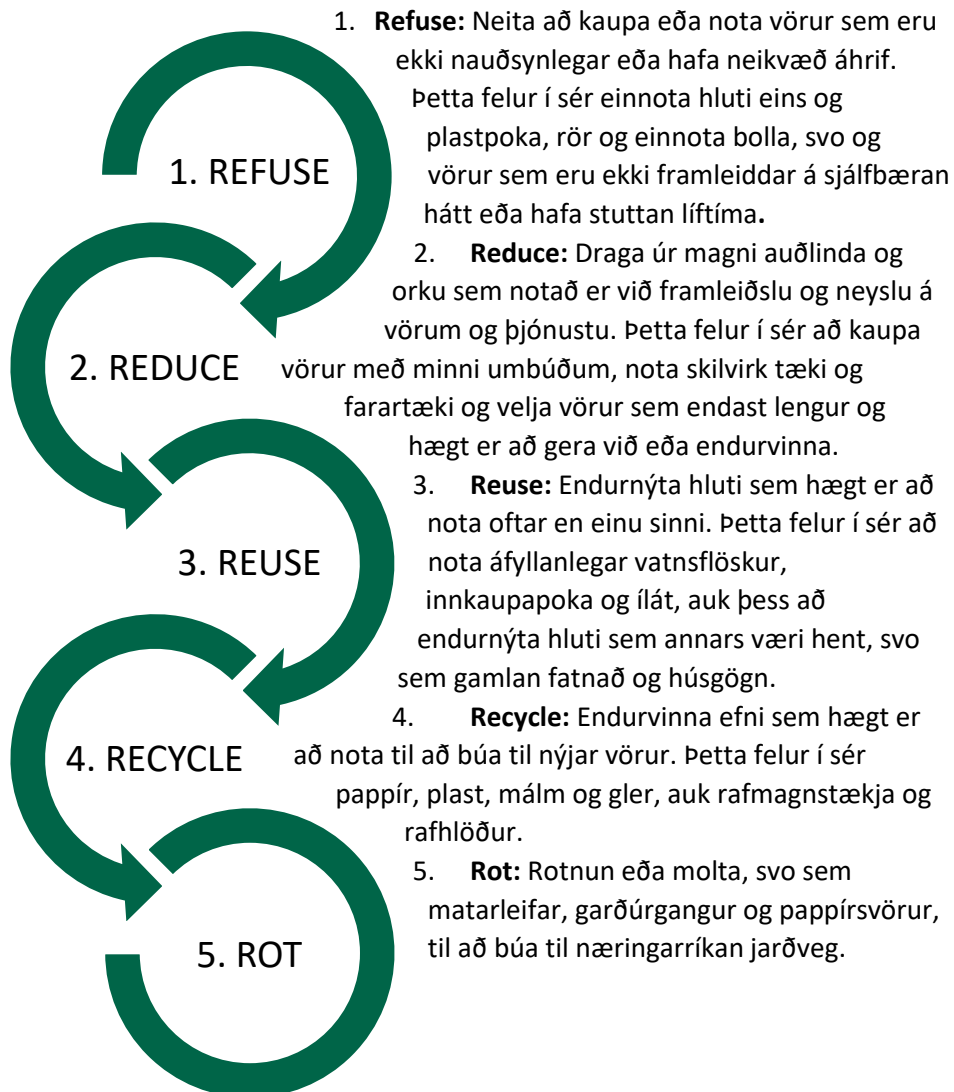 1. Refuse: Neita að kaupa eða nota vörur sem eru
ekki nauðsynlegar eða hafa neikvæð áhrif.
Þetta felur í sér einnota hluti eins og
plastpoka, rör og einnota bolla, svo og
vörur sem eru ekki framleiddar á sjálfbæran
hátt eða hafa stuttan líftíma.
1. REFUSE
2. Reduce: Draga úr magni auðlinda og
orku sem notað er við framleiðslu og neyslu á
vörum og þjónustu. Þetta felur í sér að kaupa
vörur með minni umbúðum, nota skilvirk tæki og
farartæki og velja vörur sem endast lengur og
hægt er að gera við eða endurvinna.
2. REDUCE
3. Reuse: Endurnýta hluti sem hægt er að
nota oftar en einu sinni. Þetta felur í sér að
nota áfyllanlegar vatnsflöskur,
innkaupapoka og ílát, auk þess að
endurnýta hluti sem annars væri hent, svo
sem gamlan fatnað og húsgögn.
3. REUSE
4. Recycle: Endurvinna efni sem hægt er
að nota til að búa til nýjar vörur. Þetta felur í sér
pappír, plast, málm og gler, auk rafmagnstækja og
rafhlöður.
4. RECYCLE
5. Rot: Rotnun eða molta, svo sem
matarleifar, garðúrgangur og pappírsvörur,
til að búa til næringarríkan jarðveg.
5. ROT